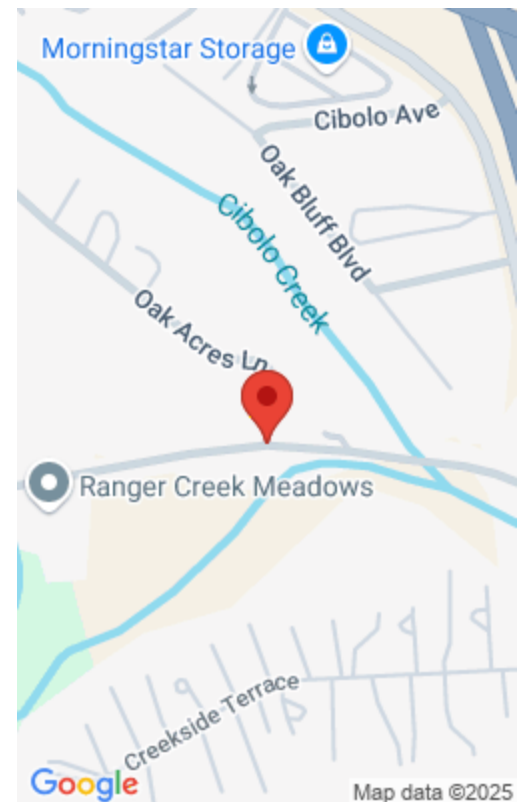 Morningstar Storage
Cibolo Ave
Oak Bluff Blvd
Cibolo Creek
Oak Acres Ln
Ranger Creek Meadows
Creekside Terrace
Google
Map data ©2025